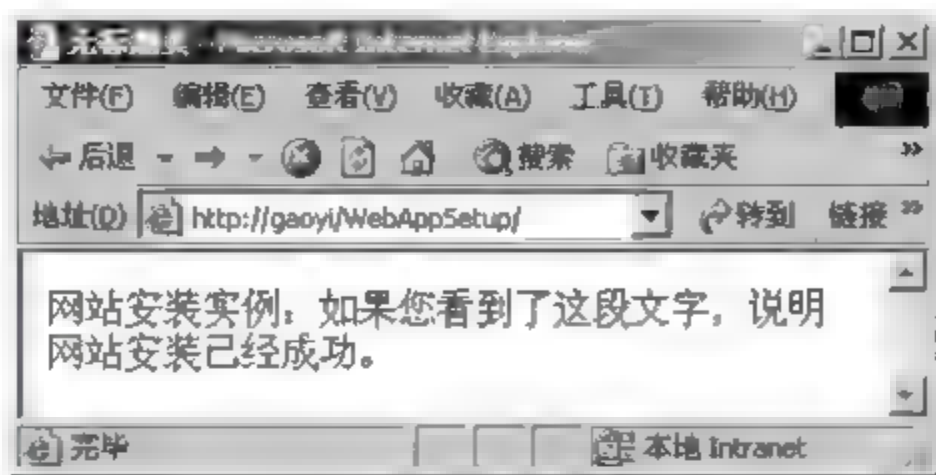 文件(F) 编辑(E) 查看(V) 收藏(A) 工具(T) 帮助(H)
后退 搜索 收藏夹 »
地址(D) http://gaoyi/WebAppSetup/ 转到 链接 »
网站安装实例：如果您看到了这段文字，说明
网站安装已经成功。
完毕 本地 Intranet